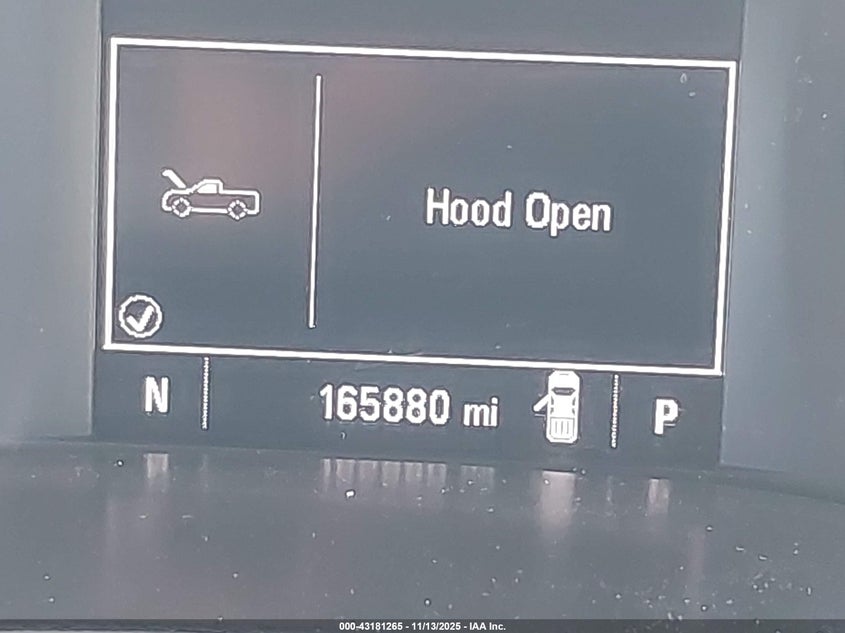 Hood Open
N 165880 mi P
000-43181265 - 11/13/2025 - IAA Inc.